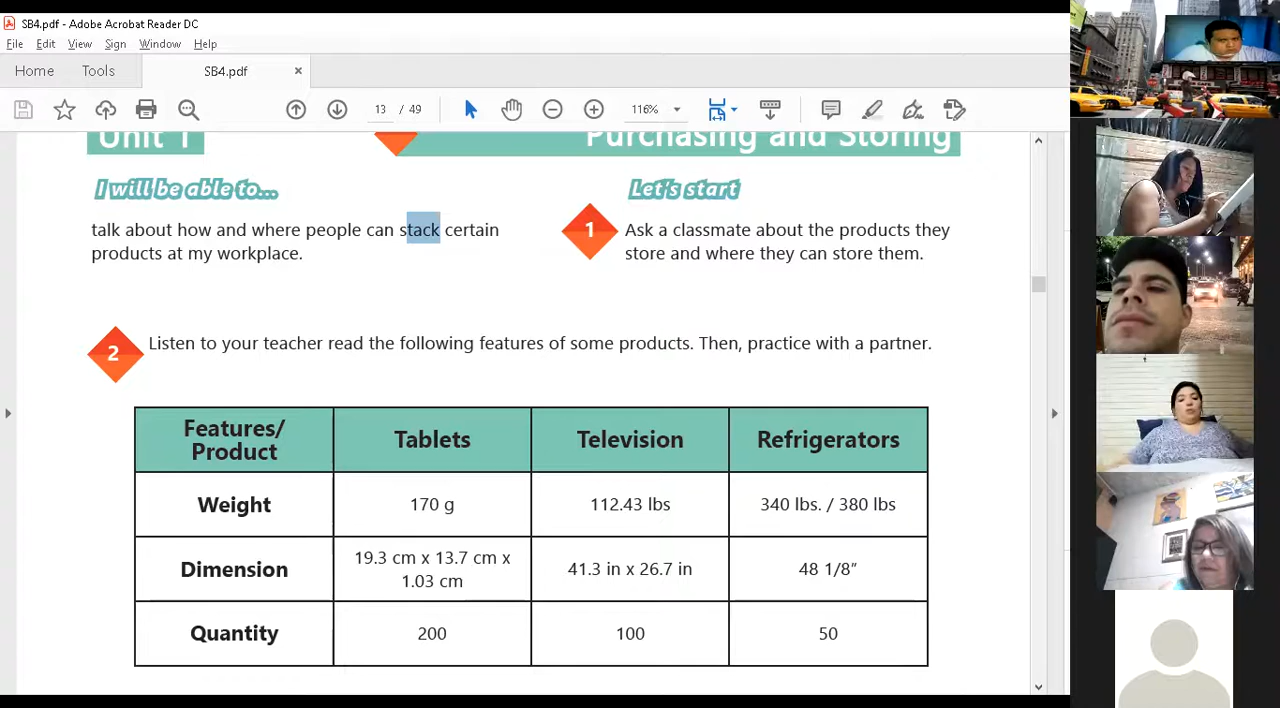 SB4.pdf - Adobe Acrobat Reader DC
File Edit View Sign Window Help
Home Tools SB4.pdf ×
13 / 49 116%
Unit 1 Purchasing and Storing
I will be able to...
talk about how and where people can stack certain
products at my workplace.
Let's start
1 Ask a classmate about the products they
store and where they can store them.
2 Listen to your teacher read the following features of some products. Then, practice with a partner.
Features/
Product
Tablets Television Refrigerators
Weight 170 g 112.43 lbs 340 lbs. / 380 lbs
Dimension 19.3 cm x 13.7 cm x
1.03 cm
41.3 in x 26.7 in 48 1/8"
Quantity 200 100 50